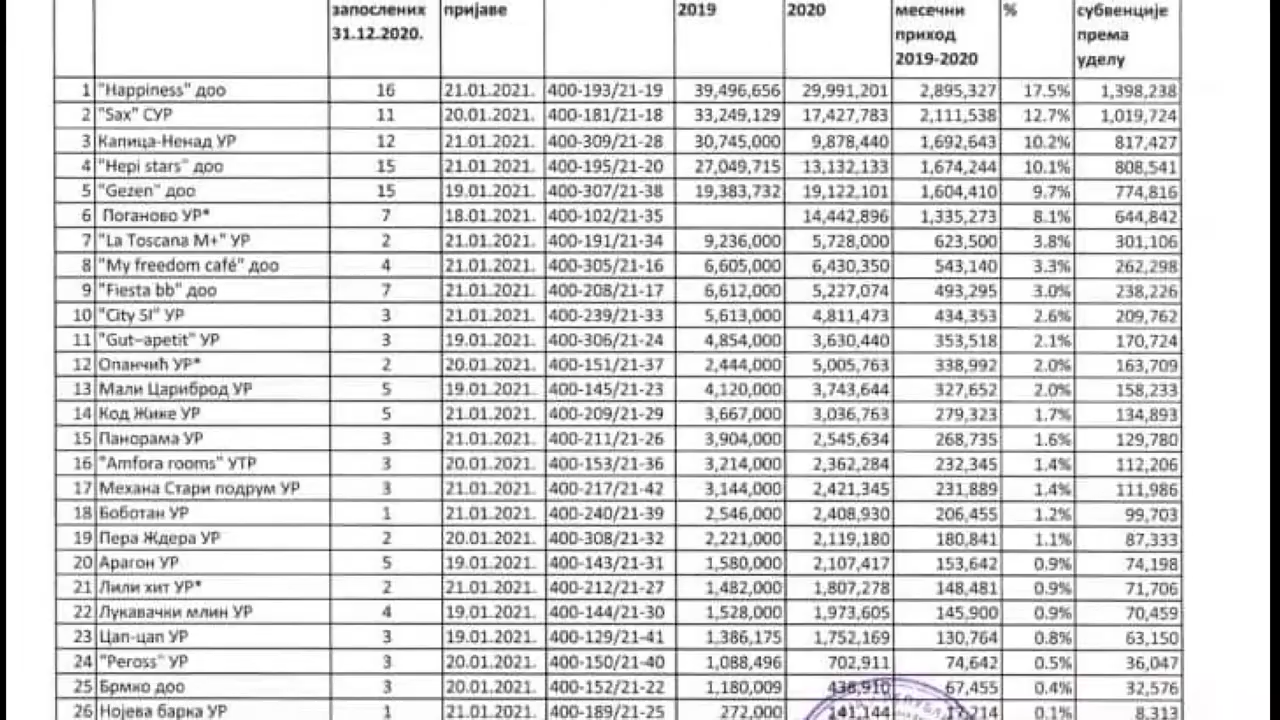 запослених пријаве 2019 2020 месечни % субвенције
31.12.2020. приход према
2019-2020 уделу
1 "Happiness" доо 16 21.01.2021. 400-193/21-19 39,496,656 29,991,201 2,895,327 17.5% 1,398,238
2 "Sax" СУР 11 20.01.2021. 400-181/21-18 33,249,129 17,427,783 2,111,538 12.7% 1,019,724
3 Капица-Ненад УР 12 21.01.2021. 400-309/21-28 30,745,000 9,878,440 1,692,643 10.2% 817,427
4 "Hepi stars" доо 15 21.01.2021. 400-195/21-20 27,049,715 13,132,133 1,674,244 10.1% 808,541
5 "Gezen" доо 15 19.01.2021. 400-307/21-38 19,383,732 19,122,101 1,604,410 9.7% 774,816
6 Поганово УР* 7 18.01.2021. 400-102/21-35 14,442,896 1,335,273 8.1% 644,842
7 "La Toscana M+" УР 2 21.01.2021. 400-191/21-34 9,236,000 5,728,000 623,500 3.8% 301,106
8 "My freedom café" доо 4 21.01.2021. 400-305/21-16 6,605,000 6,430,350 543,140 3.3% 262,298
9 "Fiesta bb" доо 7 21.01.2021. 400-208/21-17 6,612,000 5,227,074 493,295 3.0% 238,226
10 "City SI" УР 3 21.01.2021. 400-239/21-33 5,613,000 4,811,473 434,353 2.6% 209,762
11 "Gut–apetit" УР 3 19.01.2021. 400-306/21-24 4,854,000 3,630,440 353,518 2.1% 170,724
12 Опанчић УР* 2 20.01.2021. 400-151/21-37 2,444,000 5,005,763 338,992 2.0% 163,709
13 Мали Цариброд УР 5 19.01.2021. 400-145/21-23 4,120,000 3,743,644 327,652 2.0% 158,233
14 Код Жике УР 5 21.01.2021. 400-209/21-29 3,667,000 3,036,763 279,323 1.7% 134,893
15 Панорама УР 3 21.01.2021. 400-211/21-26 3,904,000 2,545,634 268,735 1.6% 129,780
16 "Amfora rooms" УТР 3 20.01.2021. 400-153/21-36 3,214,000 2,362,284 232,345 1.4% 112,206
17 Механа Стари подрум УР 3 21.01.2021. 400-217/21-42 3,144,000 2,421,345 231,889 1.4% 111,986
18 Боботан УР 1 21.01.2021. 400-240/21-39 2,546,000 2,408,930 206,455 1.2% 99,703
19 Пера Ждера УР 2 20.01.2021. 400-308/21-32 2,221,000 2,119,180 180,841 1.1% 87,333
20 Арагон УР 5 19.01.2021. 400-143/21-31 1,580,000 2,107,417 153,642 0.9% 74,198
21 Лили хит УР* 2 21.01.2021. 400-212/21-27 1,482,000 1,807,278 148,481 0.9% 71,706
22 Лукавачки млин УР 4 19.01.2021. 400-144/21-30 1,528,000 1,973,605 145,900 0.9% 70,459
23 Цап-цап УР 3 19.01.2021. 400-129/21-41 1,386,175 1,752,169 130,764 0.8% 63,150
24 "Peross" УР 3 20.01.2021. 400-150/21-40 1,088,496 702,911 74,642 0.5% 36,047
25 Брмко доо 3 20.01.2021. 400-152/21-22 1,180,009 438,910 67,455 0.4% 32,576
26 Нојева барка УР 1 21.01.2021. 400-189/21-25 272,000 141,144 17,214 0.1% 8,313